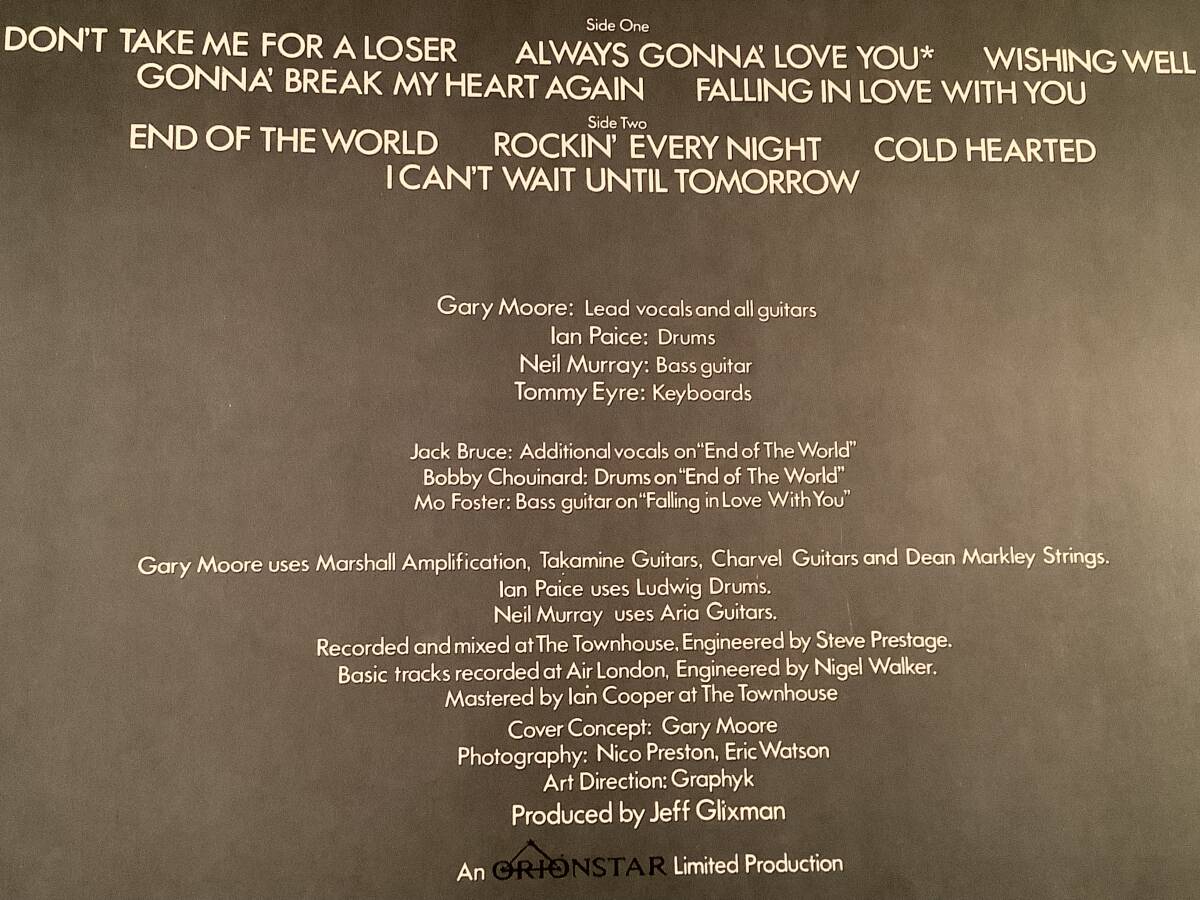 Side One
DON'T TAKE ME FOR A LOSER ALWAYS GONNA' LOVE YOU* WISHING WELL
GONNA' BREAK MY HEART AGAIN FALLING IN LOVE WITH YOU
Side Two
END OF THE WORLD ROCKIN' EVERY NIGHT COLD HEARTED
I CAN'T WAIT UNTIL TOMORROW
Gary Moore: Lead vocals and all guitars
Ian Paice: Drums
Neil Murray: Bass guitar
Tommy Eyre: Keyboards
Jack Bruce: Additional vocals on "End of The World"
Bobby Chouinard: Drums on "End of The World"
Mo Foster: Bass guitar on "Falling in Love With You"
Gary Moore uses Marshall Amplification, Takamine Guitars, Charvel Guitars and Dean Markley Strings.
Ian Paice uses Ludwig Drums.
Neil Murray uses Aria Guitars.
Recorded and mixed at The Townhouse, Engineered by Steve Prestage.
Basic tracks recorded at Air London, Engineered by Nigel Walker.
Mastered by Ian Cooper at The Townhouse
Cover Concept: Gary Moore
Photography: Nico Preston, Eric Watson
Art Direction: Graphyk
Produced by Jeff Glixman
An ORIONSTAR Limited Production